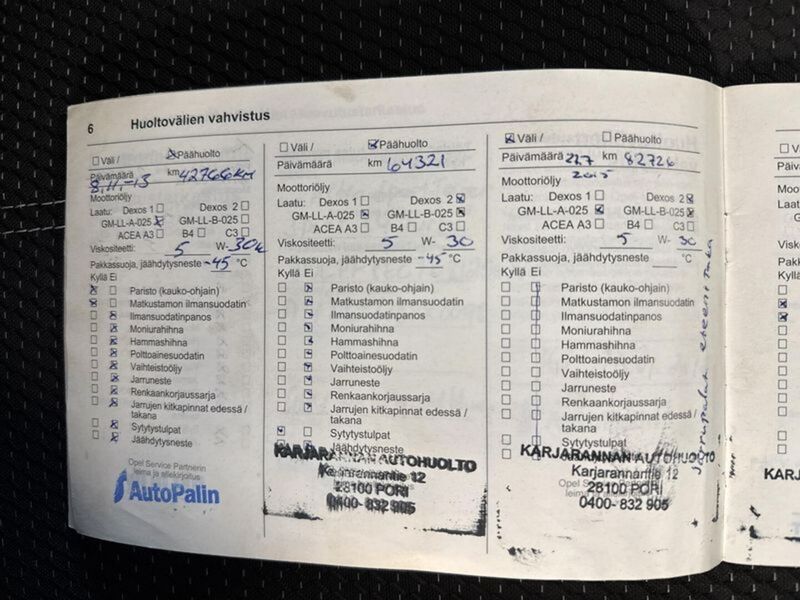 6 Huoltovälien vahvistus
Väli / Päähuolto
Päivämäärä km 42766 KM
8.11.-13
Moottoriöljy
Laatu: Dexos 1 Dexos 2
GM-LL-A-025 GM-LL-B-025
ACEA A3 B4 C3
Viskositeetti: 5 W- 30
Pakkassuoja, jäähdytysneste -45 °C
Kyllä Ei
Paristo (kauko-ohjain)
Matkustamon ilmansuodatin
Ilmansuodatinpanos
Moniurahihna
Hammashihna
Polttoainesuodatin
Vaihteistoöljy
Jarruneste
Renkaankorjaussarja
Jarrujen kitkapinnat edessä /
takana
Sytytystulpat
Jäähdytysneste
Opel Service Partnerin
leima ja allekirjoitus
AutoPalin
Väli / Päähuolto
Päivämäärä km 64321
Moottoriöljy
Laatu: Dexos 1 Dexos 2
GM-LL-A-025 GM-LL-B-025
ACEA A3 B4 C3
Viskositeetti: 5 W- 30
Pakkassuoja, jäähdytysneste -45 °C
Kyllä Ei
Paristo (kauko-ohjain)
Matkustamon ilmansuodatin
Ilmansuodatinpanos
Moniurahihna
Hammashihna
Polttoainesuodatin
Vaihteistoöljy
Jarruneste
Renkaankorjaussarja
Jarrujen kitkapinnat edessä /
takana
Sytytystulpat
Jäähdytysneste
KARJARANNAN AUTOHUOLTO
Karjarannantie 12
28100 PORI
0400- 832 905
Väli / Päähuolto
Päivämäärä 22.7 km 82726
2015
Moottoriöljy
Laatu: Dexos 1 Dexos 2
GM-LL-A-025 GM-LL-B-025
ACEA A3 B4 C3
Viskositeetti: 5 W- 30
Pakkassuoja, jäähdytysneste °C
Kyllä Ei
Paristo (kauko-ohjain)
Matkustamon ilmansuodatin
Ilmansuodatinpanos
Moniurahihna
Hammashihna
Polttoainesuodatin
Vaihteistoöljy
Jarruneste
Renkaankorjaussarja
Jarrujen kitkapinnat edessä /
takana
Sytytystulpat
KARJARANNAN AUTOHUOLTO
Karjarannantie 12
28100 PORI
0400- 832 905
Jarrupalat eteen